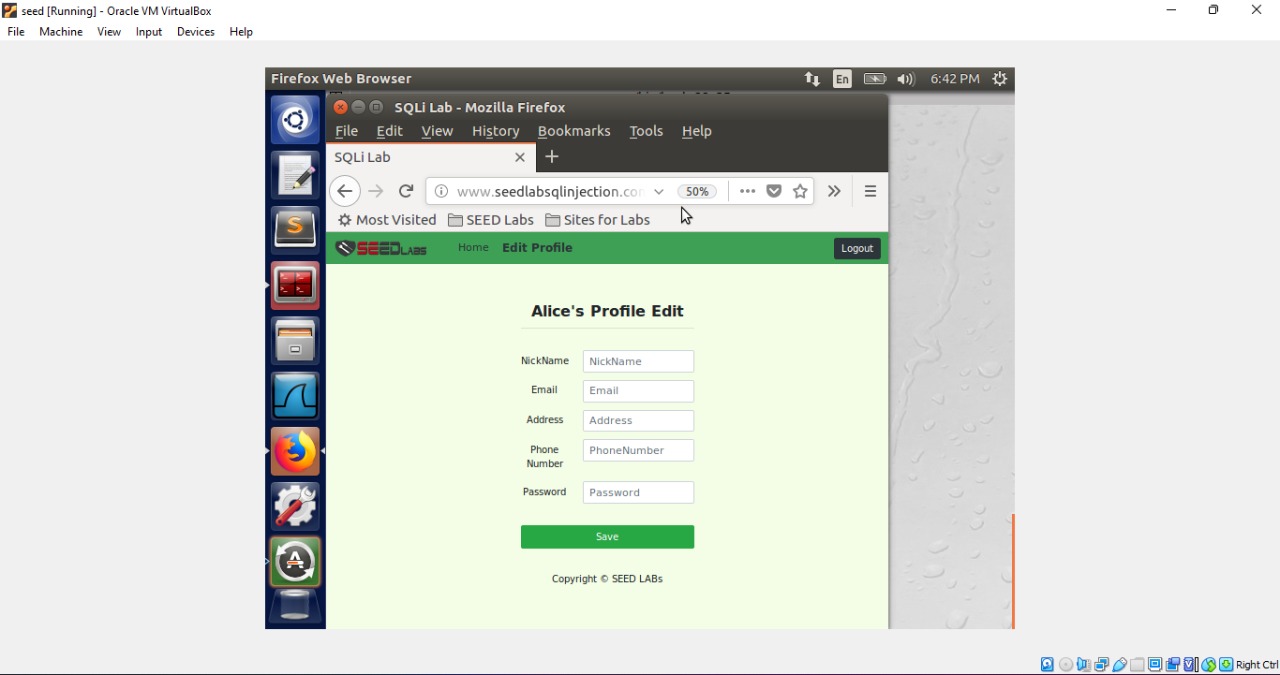 seed [Running] - Oracle VM VirtualBox
File Machine View Input Devices Help
Firefox Web Browser
En 6:42 PM
SQLi Lab - Mozilla Firefox
File Edit View History Bookmarks Tools Help
SQLi Lab
www.seedlabsqlinjection.com 50%
Most Visited SEED Labs Sites for Labs
SEEDLABS Home Edit Profile Logout
Alice's Profile Edit
NickName NickName
Email Email
Address Address
Phone Number PhoneNumber
Password Password
Save
Copyright © SEED LABs
Right Ctrl